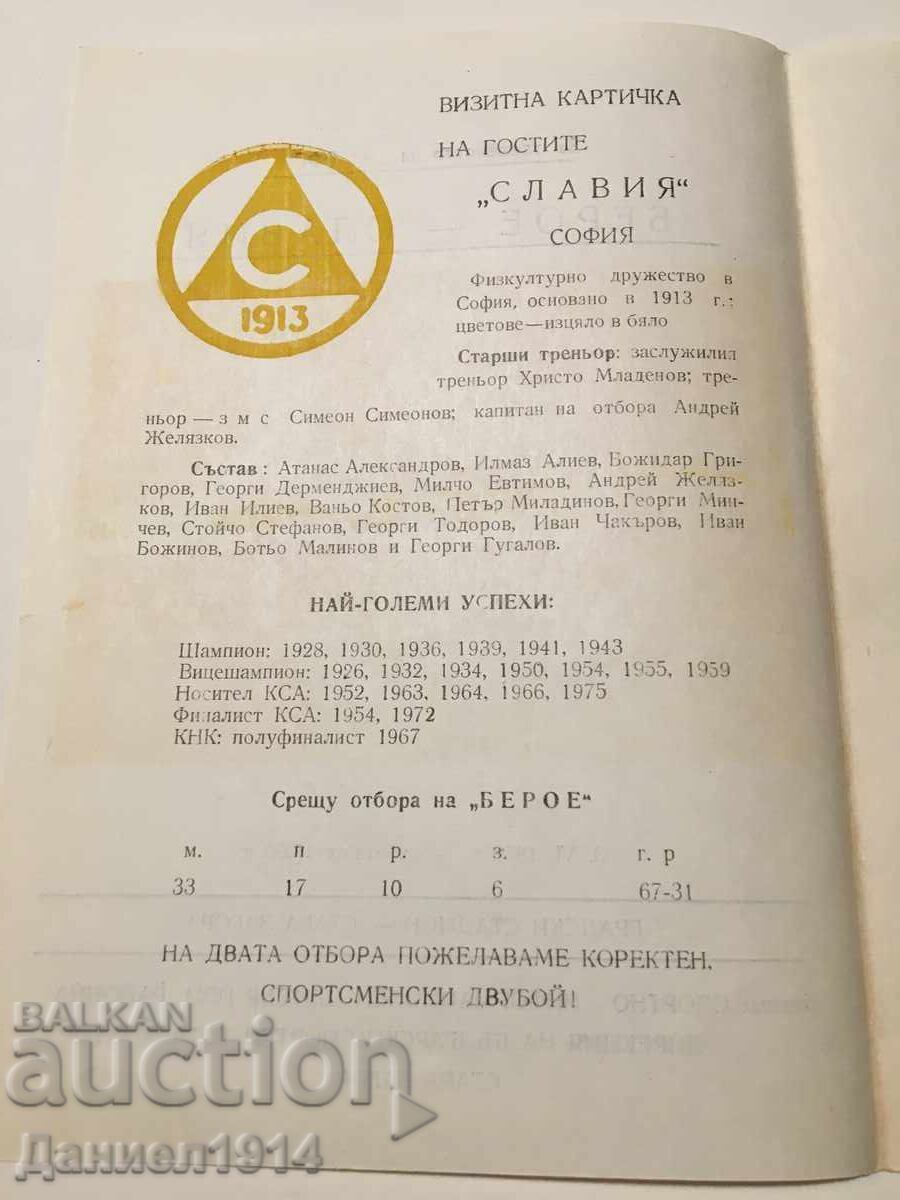 ВИЗИТНА КАРТИЧКА
НА ГОСТИТЕ
„СЛАВИЯ“
СОФИЯ
С
1913
Физкултурно дружество в
София, основано в 1913 г.;
цветове—изцяло в бяло
Старши треньор: заслужилия
треньор Христо Младенов; тре-
ньор — з м с Симеон Симеонов; капитан на отбора Андрей
Желязков.
Състав: Атанас Александров, Илмаз Алиев, Божидар Гри-
горов, Георги Дерменджиев, Милчо Евтимов, Андрей Желяз-
ков, Иван Илиев, Ваньо Костов, Петър Миладинов, Георги Мин-
чев, Стойчо Стефанов, Георги Тодоров, Иван Чакъров, Иван
Божинов, Ботьо Малинов и Георги Гугалов.
НАЙ-ГОЛЕМИ УСПЕХИ:
Шампион: 1928, 1930, 1936, 1939, 1941, 1943
Вицешампион: 1926, 1932, 1934, 1950, 1954, 1955, 1959
Носител КСА: 1952, 1963, 1964, 1966, 1975
Филалист КСА: 1954, 1972
КНК: полуфиналист 1967
Срещу отбора на „БЕРОЕ“
м. п р. з. г. р
33 17 10 6 67-31
НА ДВАТА ОТБОРА ПОЖЕЛАВАМЕ КОРЕКТЕН,
СПОРТСМЕНСКИ ДВУБОЙ!
BALKAN
auction
Даниел1914